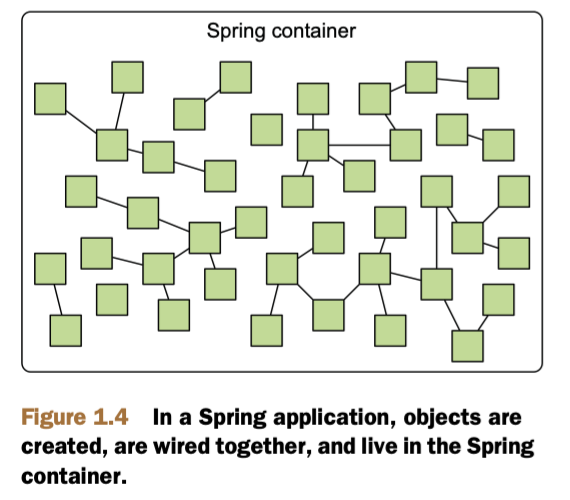 Spring container
Figure 1.4 In a Spring application, objects are
created, are wired together, and live in the Spring
container.